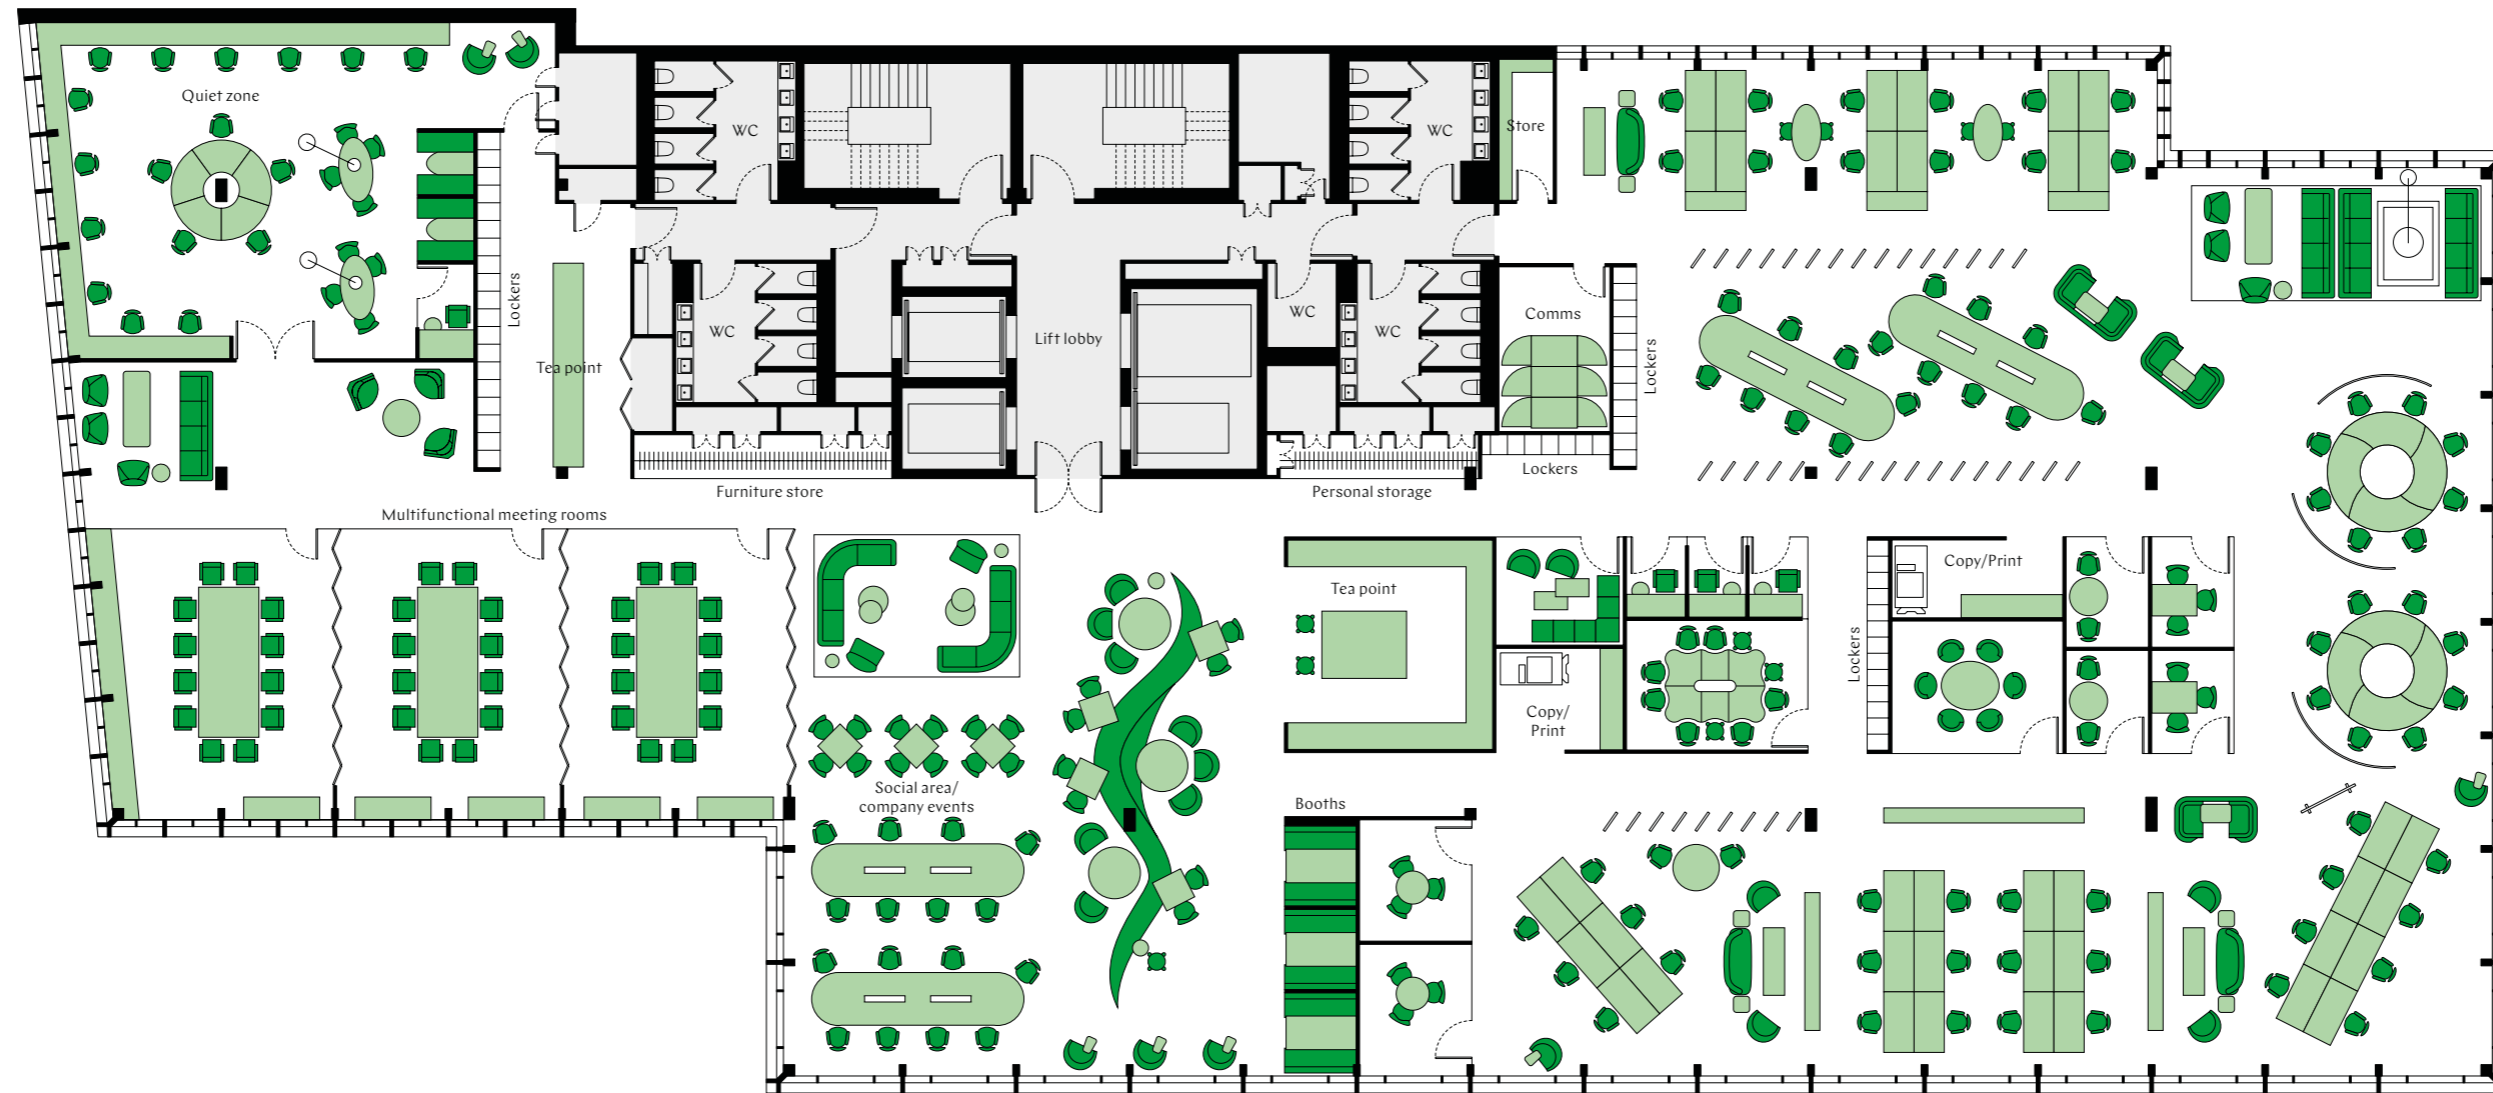 Quiet zone
WC
WC
Store
Lockers
Tea point
WC
Lift lobby
WC
WC
Comms
Lockers
Lockers
Furniture store
Personal storage
Multifunctional meeting rooms
Tea point
Copy/Print
Lockers
Copy/
Print
Social area/
company events
Booths